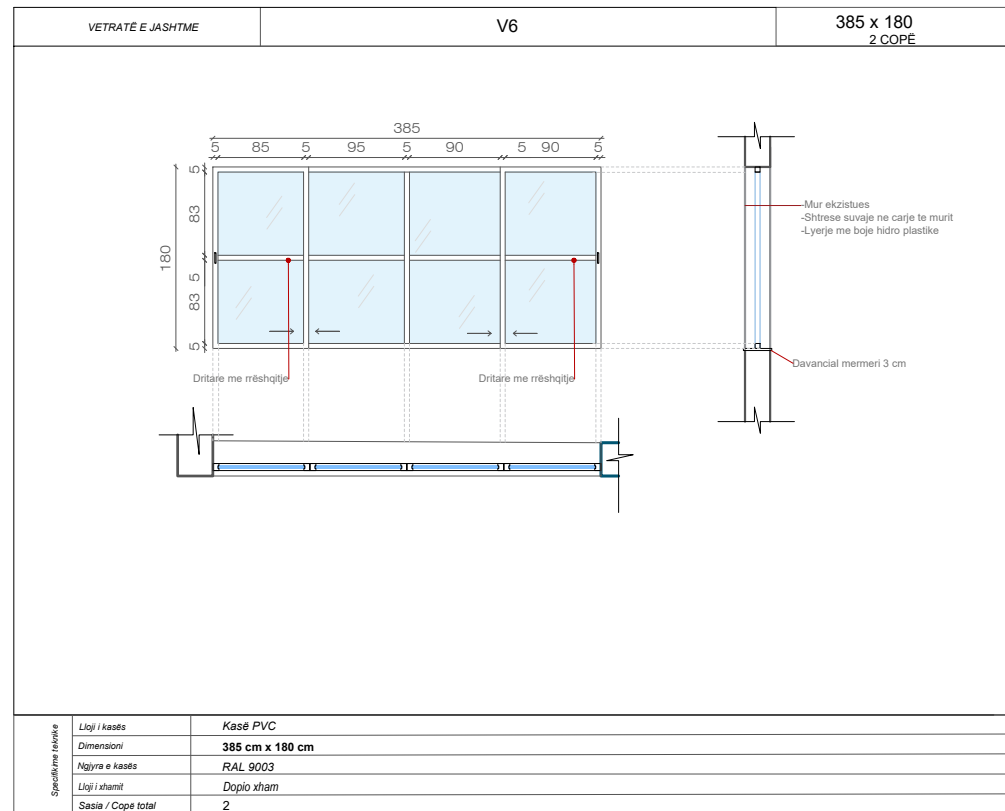 VETRATË E JASHTME
V6
385 x 180
2 COPË
385
5 85 5 95 5 90 5 90 5
180
5
83
5
83
5
Dritare me rrëshqitje
Dritare me rrëshqitje
-Mur ekzistues
-Shtrese suvaje ne carje te murit
-Lyerje me boje hidro plastike
Davancial mermeri 3 cm
Specifikime teknike
Lloji i kasës Kasë PVC
Dimensioni 385 cm x 180 cm
Ngjyra e kasës RAL 9003
Lloji i xhamit Dopio xham
Sasia / Copë total 2